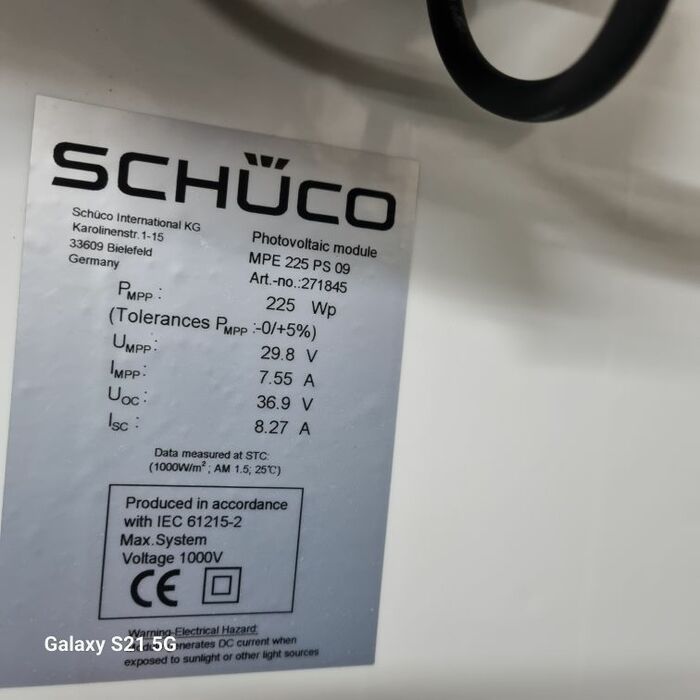 SCHÜCO
Schüco International KG
Karolinenstr.1-15
33609 Bielefeld
Germany
Photovoltaic module
MPE 225 PS 09
Art.-no.:271845
PMPP : 225 Wp
(Tolerances PMPP :-0/+5%)
UMPP: 29.8 V
IMPP: 7.55 A
UOC: 36.9 V
ISC : 8.27 A
Data measured at STC:
(1000W/m²; AM 1.5; 25°C)
Produced in accordance
with IEC 61215-2
Max.System
Voltage 1000V
CE
Warning-Electrical Hazard:
generates DC current when
exposed to sunlight or other light sources
Galaxy S21 5G